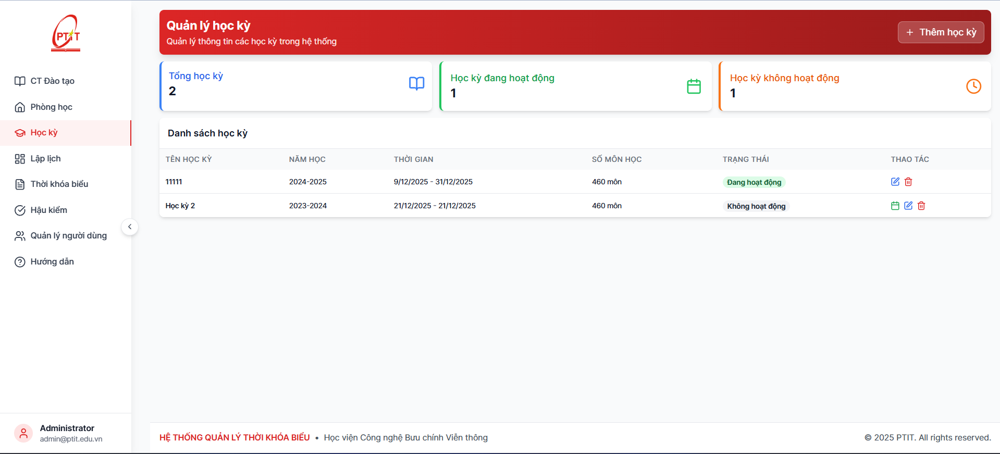 PTIT
CT Đào tạo
Phòng học
Học kỳ
Lập lịch
Thời khóa biểu
Hậu kiểm
Quản lý người dùng
Hướng dẫn
Administrator
admin@ptit.edu.vn
Quản lý học kỳ
Quản lý thông tin các học kỳ trong hệ thống
+ Thêm học kỳ
Tổng học kỳ
2
Học kỳ đang hoạt động
1
Học kỳ không hoạt động
1
Danh sách học kỳ
TÊN HỌC KỲ NĂM HỌC THỜI GIAN SỐ MÔN HỌC TRẠNG THÁI THAO TÁC
11111 2024-2025 9/12/2025 - 31/12/2025 460 môn Đang hoạt động
Học kỳ 2 2023-2024 21/12/2025 - 21/12/2025 460 môn Không hoạt động
HỆ THỐNG QUẢN LÝ THỜI KHÓA BIỂU • Học viện Công nghệ Bưu chính Viễn thông
© 2025 PTIT. All rights reserved.